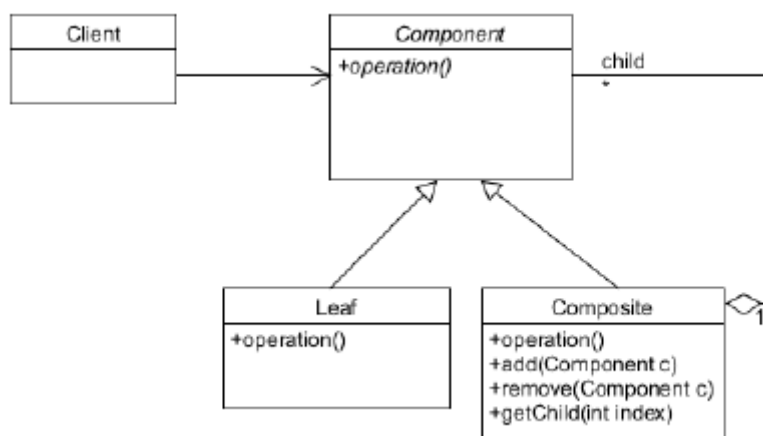 Client
Component
+operation()
child
*
Leaf
+operation()
Composite
1
+operation()
+add(Component c)
+remove(Component c)
+getChild(int index)